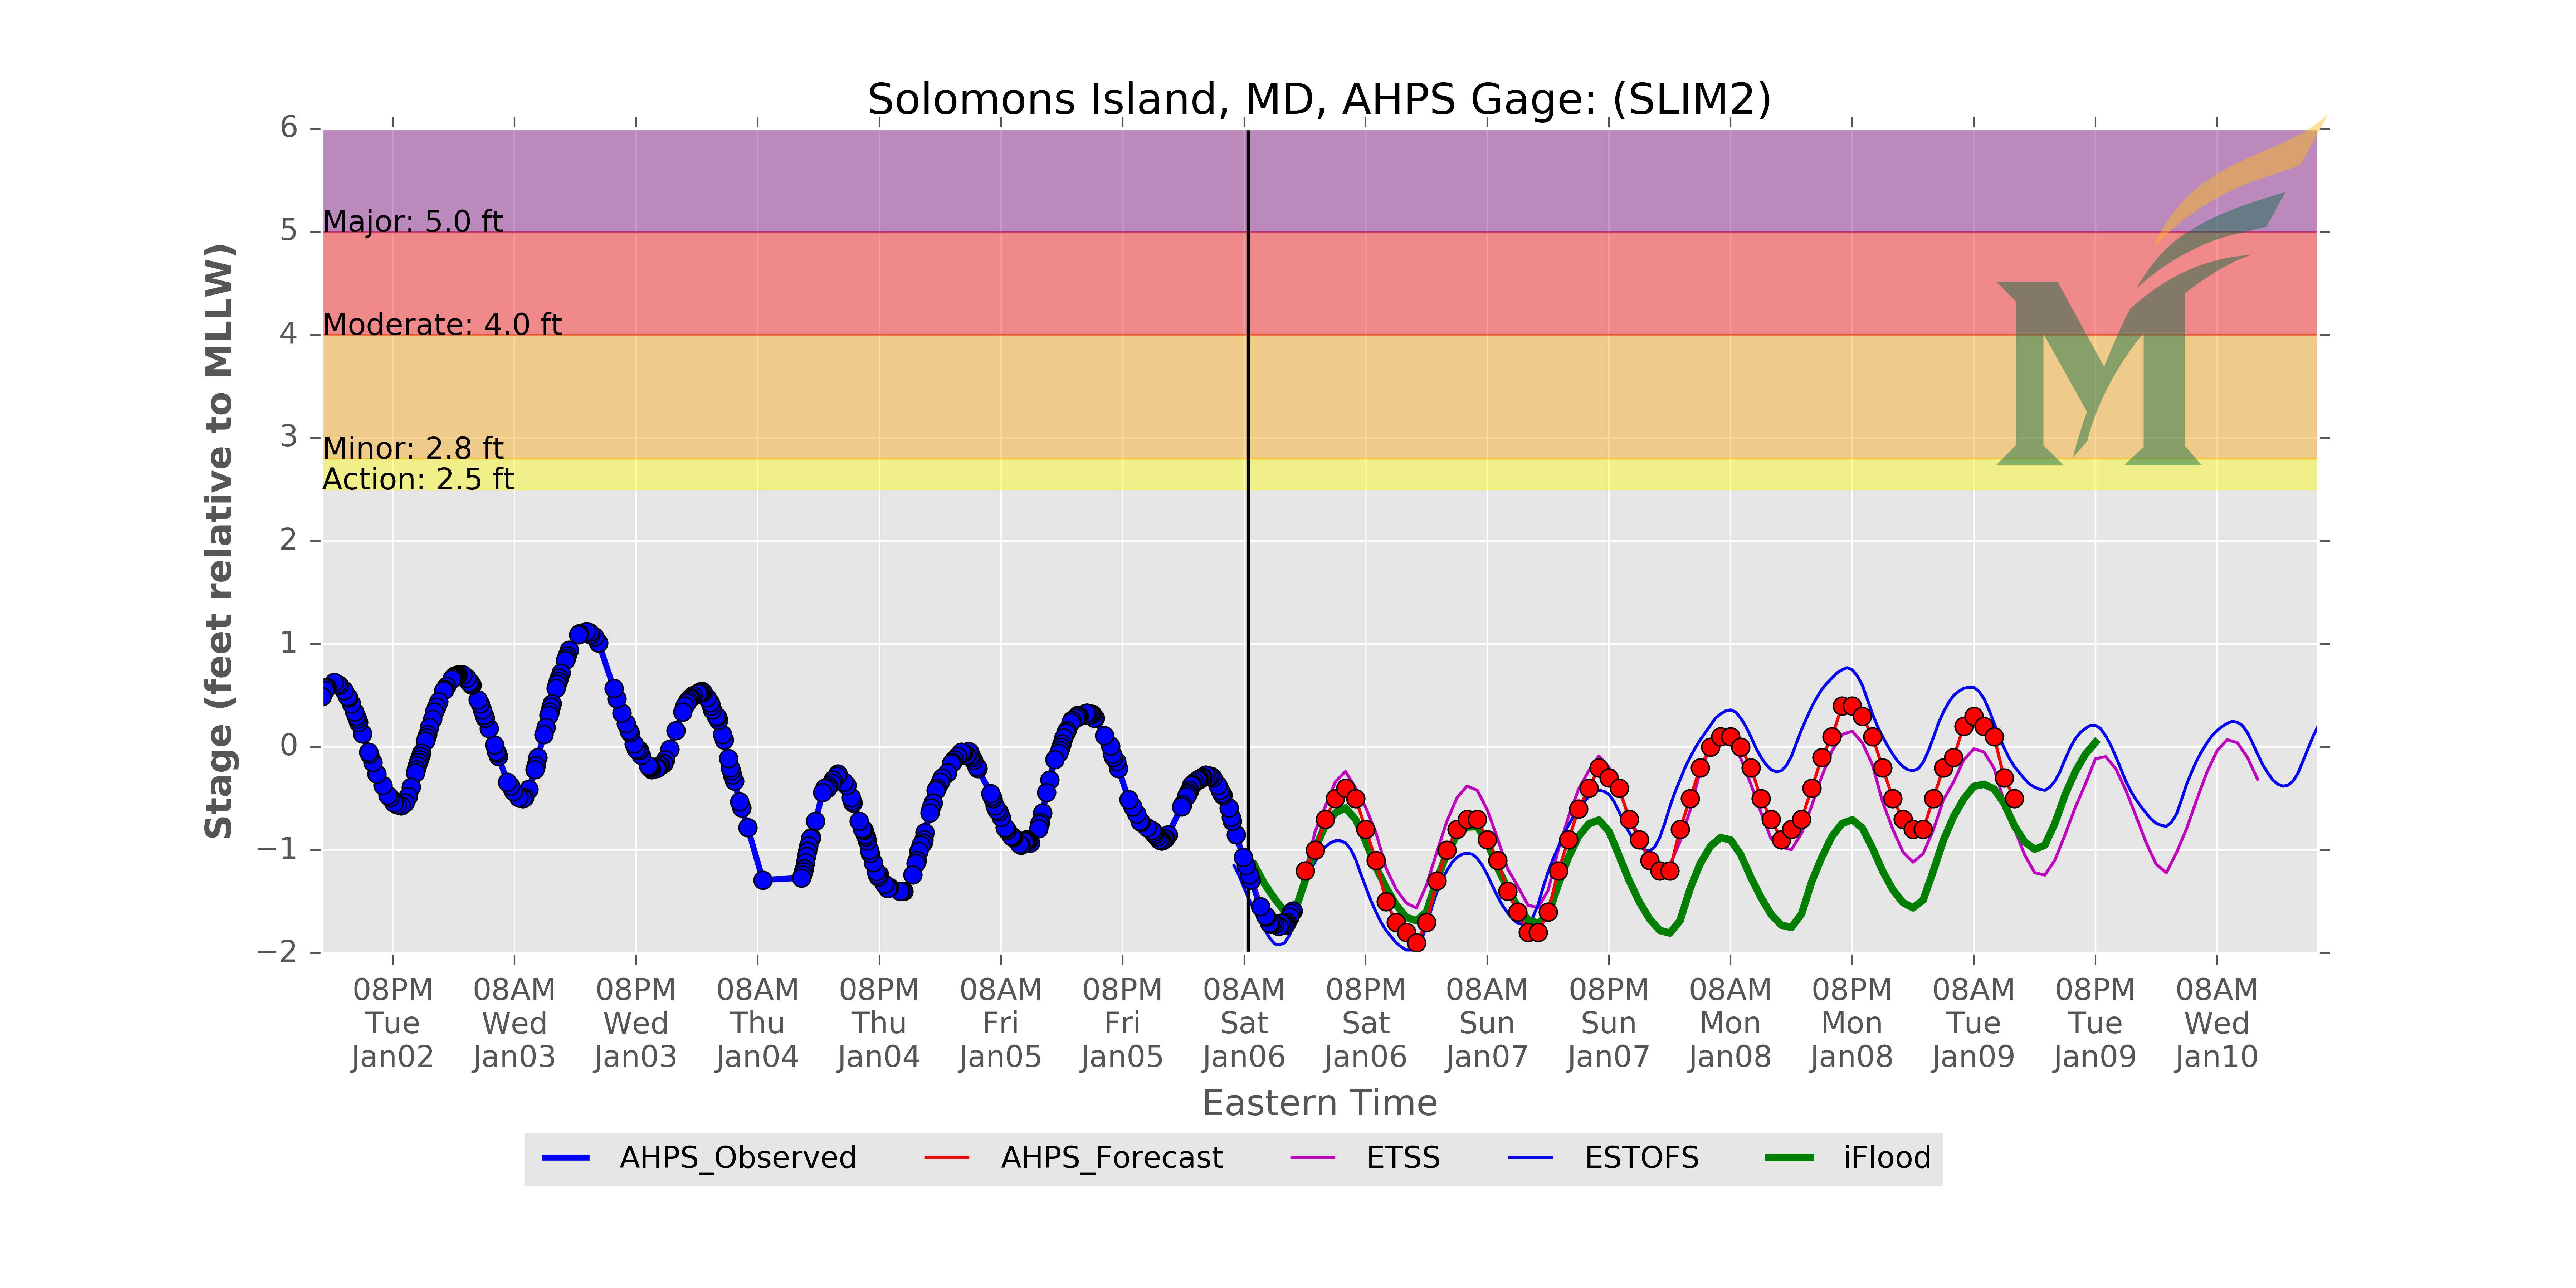 Solomons Island, MD, AHPS Gage: (SLIM2)
Stage (feet relative to MLLW)
6
5
4
3
2
1
0
−1
−2
Major: 5.0 ft
Moderate: 4.0 ft
Minor: 2.8 ft
Action: 2.5 ft
M
08PM 08AM 08PM 08AM 08PM 08AM 08PM 08AM 08PM 08AM 08PM 08AM 08PM 08AM 08PM 08AM
Tue Wed Wed Thu Thu Fri Fri Sat Sat Sun Sun Mon Mon Tue Tue Wed
Jan02 Jan03 Jan03 Jan04 Jan04 Jan05 Jan05 Jan06 Jan06 Jan07 Jan07 Jan08 Jan08 Jan09 Jan09 Jan10
Eastern Time
AHPS_Observed AHPS_Forecast ETSS ESTOFS iFlood